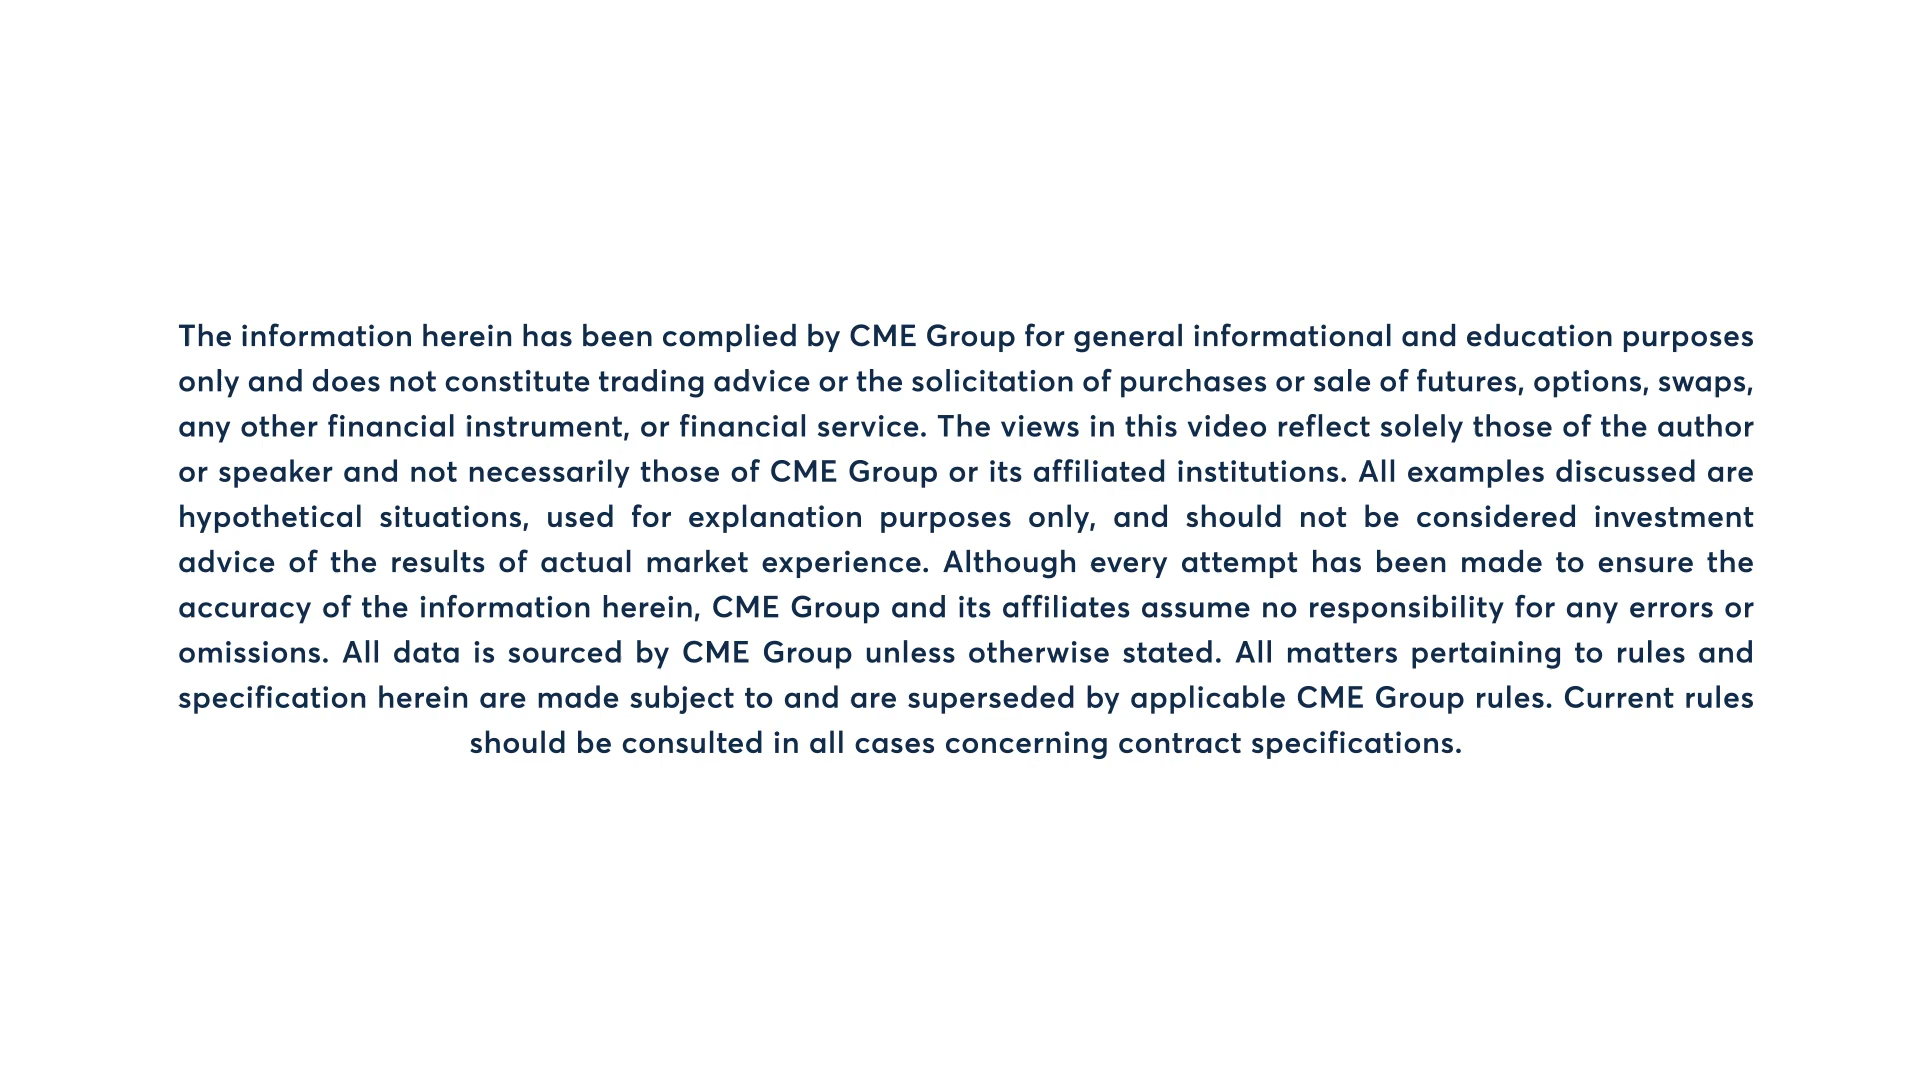 The information herein has been complied by CME Group for general informational and education purposes
only and does not constitute trading advice or the solicitation of purchases or sale of futures, options, swaps,
any other financial instrument, or financial service. The views in this video reflect solely those of the author
or speaker and not necessarily those of CME Group or its affiliated institutions. All examples discussed are
hypothetical situations, used for explanation purposes only, and should not be considered investment
advice of the results of actual market experience. Although every attempt has been made to ensure the
accuracy of the information herein, CME Group and its affiliates assume no responsibility for any errors or
omissions. All data is sourced by CME Group unless otherwise stated. All matters pertaining to rules and
specification herein are made subject to and are superseded by applicable CME Group rules. Current rules
should be consulted in all cases concerning contract specifications.